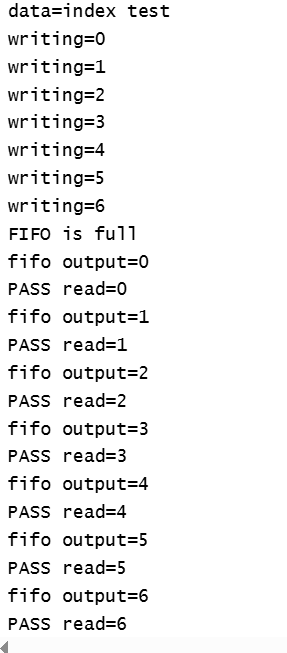 data=index test
writing=0
writing=1
writing=2
writing=3
writing=4
writing=5
writing=6
FIFO is full
fifo output=0
PASS read=0
fifo output=1
PASS read=1
fifo output=2
PASS read=2
fifo output=3
PASS read=3
fifo output=4
PASS read=4
fifo output=5
PASS read=5
fifo output=6
PASS read=6